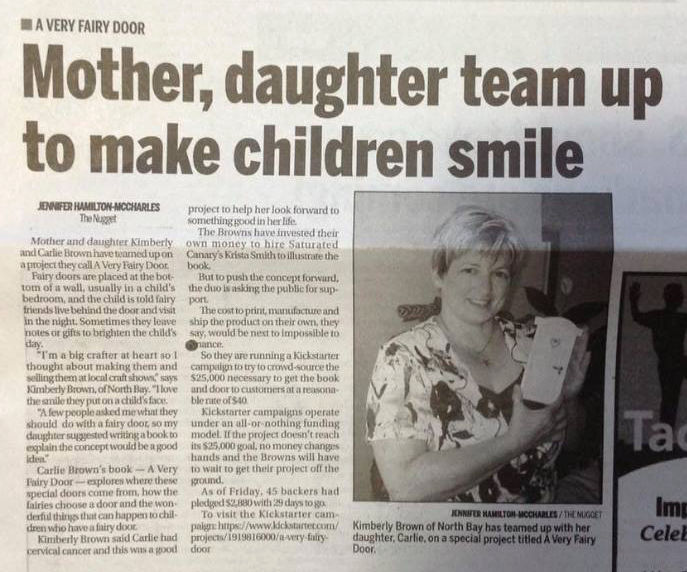 A VERY FAIRY DOOR
Mother, daughter team up
to make children smile
JENNIFER HAMILTON-MCCHARLES
The Nugget
Mother and daughter Kimberly
and Carlie Brown have teamed up on
a project they call A Very Fairy Door.
Fairy doors are placed at the bot-
tom of a wall, usually in a child's
bedroom, and the child is told fairy
friends live behind the door and visit
in the night. Sometimes they leave
notes or gifts to brighten the child's
day.
"I'm a big crafter at heart so I
thought about making them and
selling them at local craft shows," says
Kimberly Brown, of North Bay. "I love
the smile they put on a child's face.
"A few people asked me what they
should do with a fairy door, so my
daughter suggested writing a book to
explain the concept would be a good
idea."
Carlie Brown's book — A Very
Fairy Door — explores where these
special doors come from, how the
fairies choose a door and the won-
derful things that can happen to chil-
dren who have a fairy door.
Kimberly Brown said Carlie had
cervical cancer and this was a good
project to help her look forward to
something good in her life.
The Browns have invested their
own money to hire Saturated
Canary's Krista Smith to illustrate the
book.
But to push the concept forward,
the duo is asking the public for sup-
port.
The cost to print, manufacture and
ship the product on their own, they
say, would be next to impossible to
nance.
So they are running a Kickstarter
campaign to try to crowd-source the
$25,000 necessary to get the book
and door to customers at a reasona-
ble rate of $40.
Kickstarter campaigns operate
under an all-or-nothing funding
model. If the project doesn't reach
its $25,000 goal, no money changes
hands and the Browns will have
to wait to get their project off the
ground.
As of Friday, 45 backers had
pledged $2,880 with 29 days to go.
To visit the Kickstarter cam-
paign: https://www.kickstarter.com/
projects/1919816000/a-very-fairy-
door
JENNIFER HAMILTON-MCCHARLES / THE NUGGET
Kimberly Brown of North Bay has teamed up with her
daughter, Carlie, on a special project titled A Very Fairy
Door.
Tac
Imp
Celeb